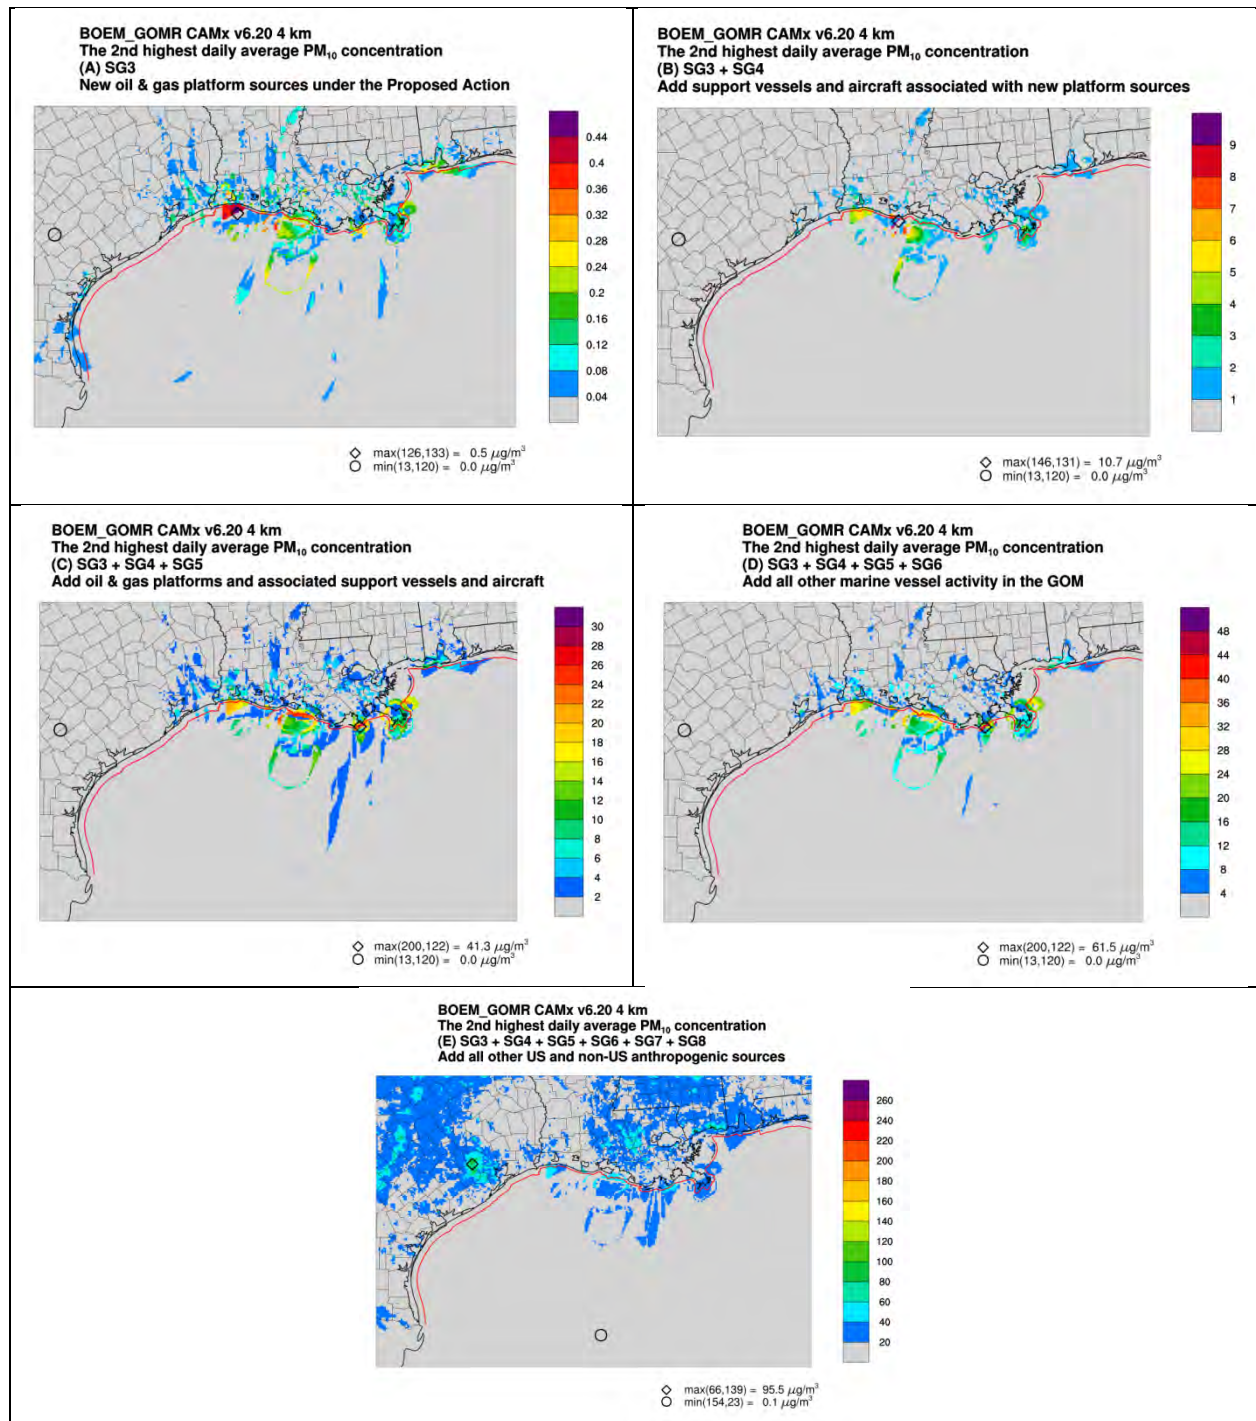 BOEM_GOMR CAMx v6.20 4 km
The 2nd highest daily average PM₁₀ concentration
(A) SG3
New oil & gas platform sources under the Proposed Action
0.44
0.4
0.36
0.32
0.28
0.24
0.2
0.16
0.12
0.08
0.04
max(126,133) = 0.5 µg/m³
min(13,120) = 0.0 µg/m³
BOEM_GOMR CAMx v6.20 4 km
The 2nd highest daily average PM₁₀ concentration
(B) SG3 + SG4
Add support vessels and aircraft associated with new platform sources
9
8
7
6
5
4
3
2
1
max(146,131) = 10.7 µg/m³
min(13,120) = 0.0 µg/m³
BOEM_GOMR CAMx v6.20 4 km
The 2nd highest daily average PM₁₀ concentration
(C) SG3 + SG4 + SG5
Add oil & gas platforms and associated support vessels and aircraft
30
28
26
24
22
20
18
16
14
12
10
8
6
4
2
max(200,122) = 41.3 µg/m³
min(13,120) = 0.0 µg/m³
BOEM_GOMR CAMx v6.20 4 km
The 2nd highest daily average PM₁₀ concentration
(D) SG3 + SG4 + SG5 + SG6
Add all other marine vessel activity in the GOM
48
44
40
36
32
28
24
20
16
12
8
4
max(200,122) = 61.5 µg/m³
min(13,120) = 0.0 µg/m³
BOEM_GOMR CAMx v6.20 4 km
The 2nd highest daily average PM₁₀ concentration
(E) SG3 + SG4 + SG5 + SG6 + SG7 + SG8
Add all other US and non-US anthropogenic sources
260
240
220
200
180
160
140
120
100
80
60
40
20
max(66,139) = 95.5 µg/m³
min(154,23) = 0.1 µg/m³